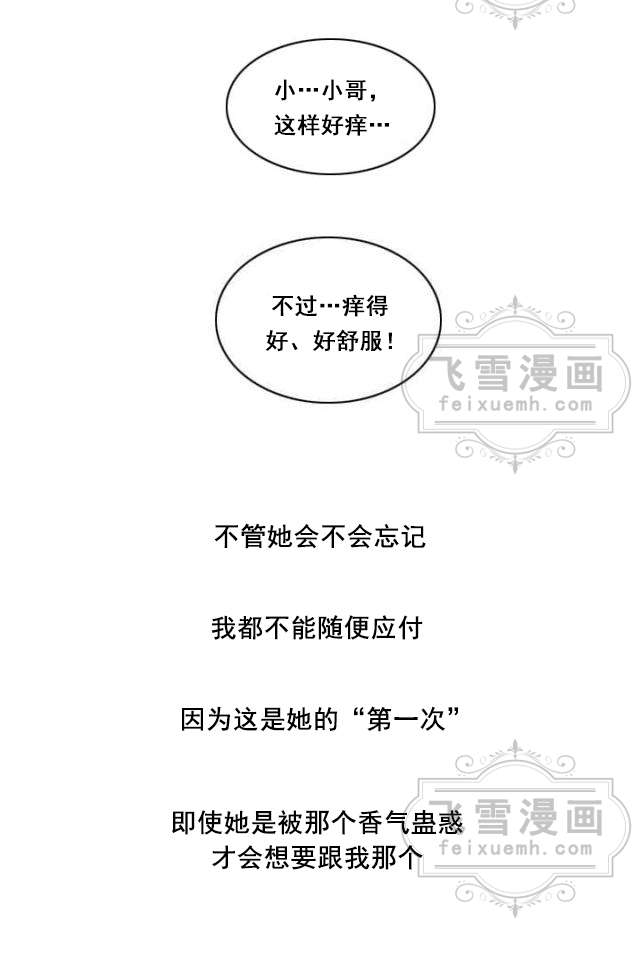 小…小哥，
这样好痒…
不过…痒得
好、好舒服！
飞雪漫画
feixuemh.com
不管她会不会忘记
我都不能随便应付
因为这是她的“第一次”
即使她是被那个香气蛊惑
才会想要跟我那个
飞雪漫画
feixuemh.com